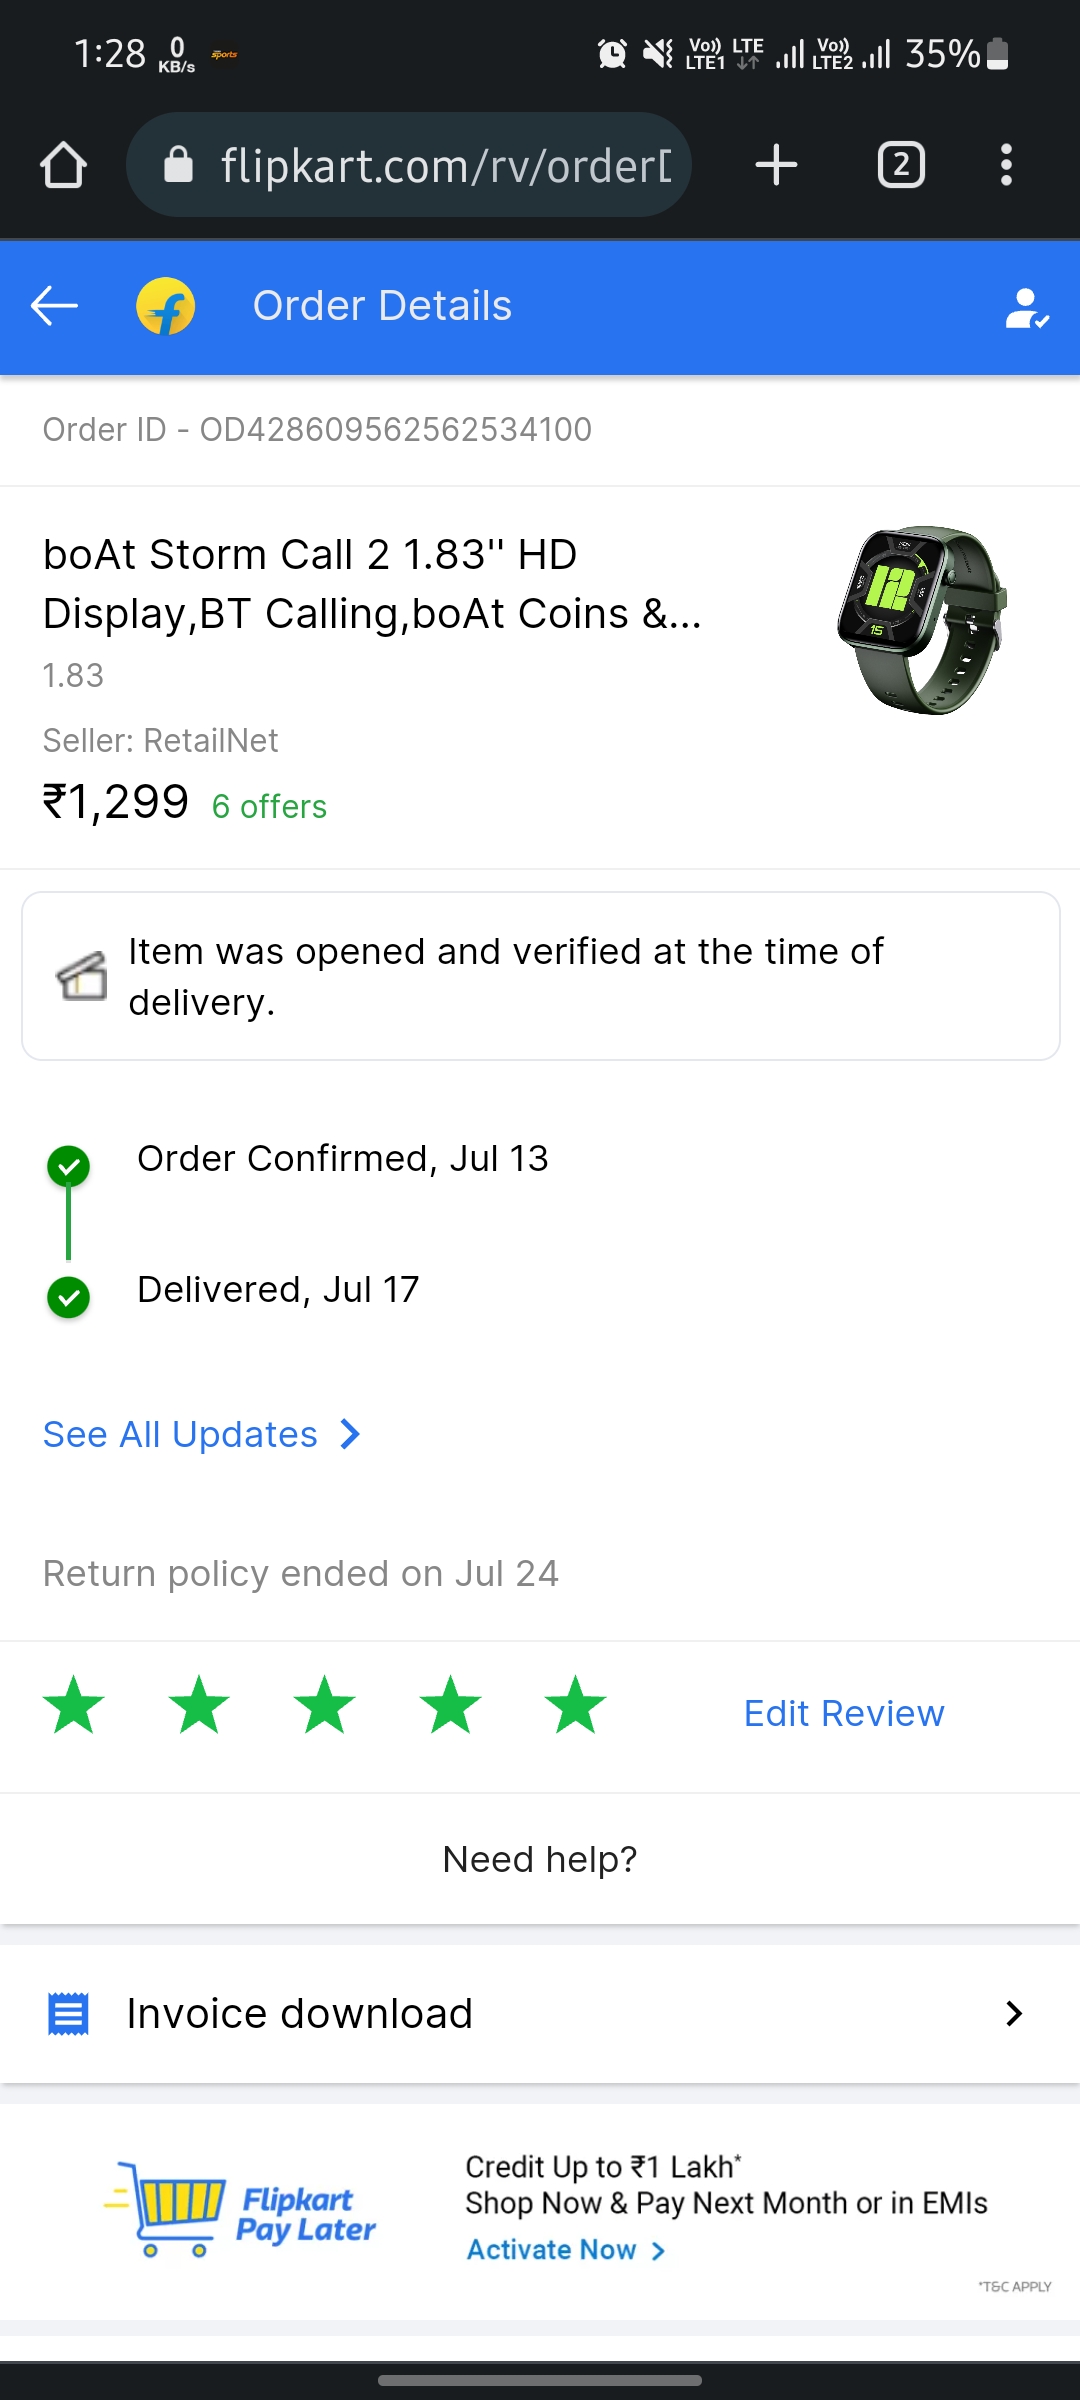 1:28 0 KB/s sports Vo)) LTE1 LTE Vo)) LTE2 35%
flipkart.com/rv/order
2
Order Details
Order ID - OD428609562562534100
boAt Storm Call 2 1.83" HD
Display,BT Calling,boAt Coins &...
1.83
Seller: RetailNet
₹1,299 6 offers
12
15
Item was opened and verified at the time of
delivery.
Order Confirmed, Jul 13
Delivered, Jul 17
See All Updates
Return policy ended on Jul 24
Edit Review
Need help?
Invoice download
Flipkart
Pay Later
Credit Up to ₹1 Lakh*
Shop Now & Pay Next Month or in EMIs
Activate Now
*T&C APPLY